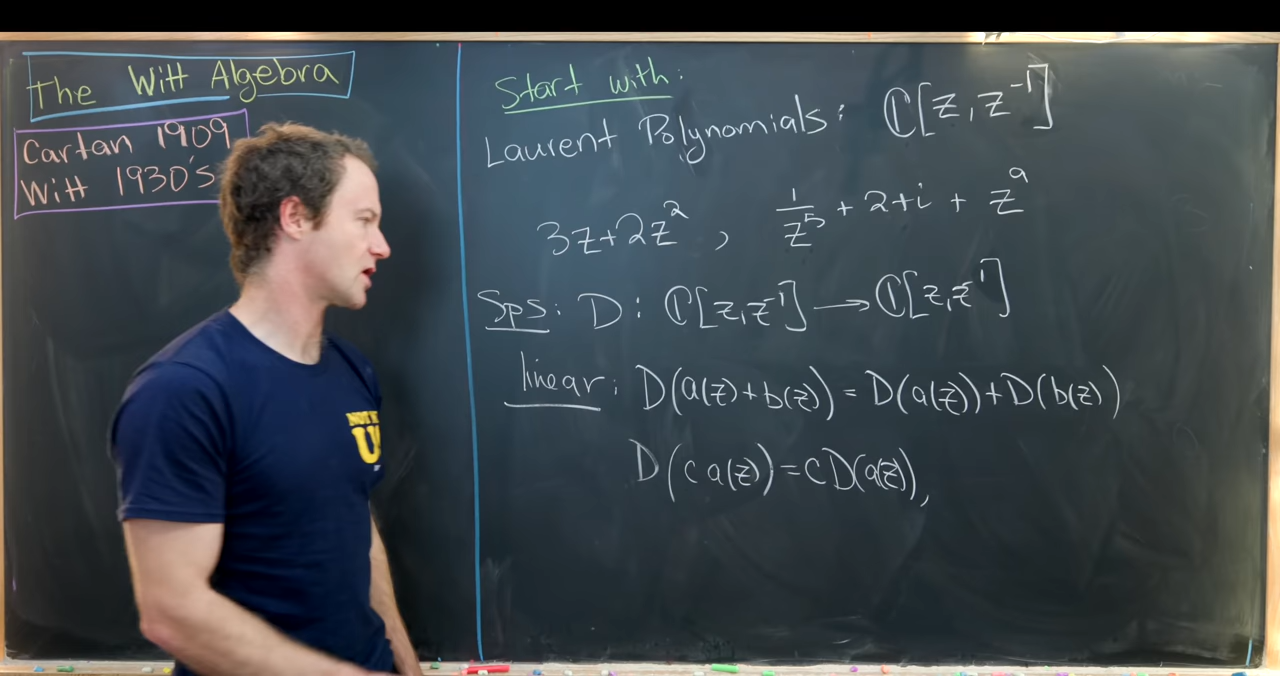 The Witt Algebra
Cartan 1909
Witt 1930's
Start with:
Laurent Polynomials: ℂ[z, z⁻¹]
3z+2z², 1/z⁵ + 2+i + z⁹
Sps: D: ℂ[z,z⁻¹] → ℂ[z,z⁻¹]
linear: D(a(z)+b(z)) = D(a(z))+D(b(z))
D(c a(z)) = cD(a(z)),